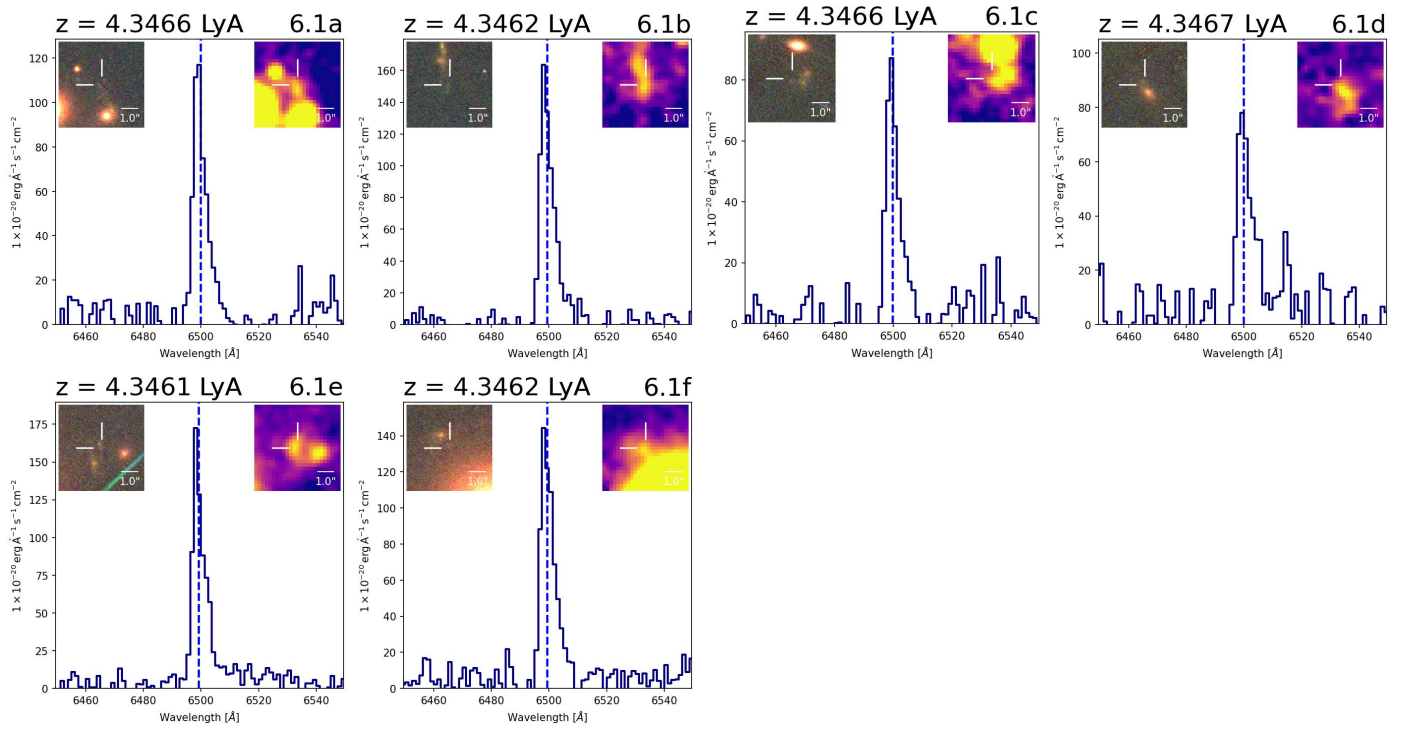 z = 4.3466 LyA 6.1a
1 × 10⁻²⁰ erg Å⁻¹ s⁻¹ cm⁻²
120
100
80
60
40
20
0
1.0"
1.0"
6460 6480 6500 6520 6540
Wavelength [Å]
z = 4.3462 LyA 6.1b
1 × 10⁻²⁰ erg Å⁻¹ s⁻¹ cm⁻²
160
140
120
100
80
60
40
20
0
1.0"
1.0"
6460 6480 6500 6520 6540
Wavelength [Å]
z = 4.3466 LyA 6.1c
1 × 10⁻²⁰ erg Å⁻¹ s⁻¹ cm⁻²
80
60
40
20
0
1.0"
1.0"
6460 6480 6500 6520 6540
Wavelength [Å]
z = 4.3467 LyA 6.1d
1 × 10⁻²⁰ erg Å⁻¹ s⁻¹ cm⁻²
100
80
60
40
20
0
1.0"
1.0"
6460 6480 6500 6520 6540
Wavelength [Å]
z = 4.3461 LyA 6.1e
1 × 10⁻²⁰ erg Å⁻¹ s⁻¹ cm⁻²
175
150
125
100
75
50
25
0
1.0"
1.0"
6460 6480 6500 6520 6540
Wavelength [Å]
z = 4.3462 LyA 6.1f
1 × 10⁻²⁰ erg Å⁻¹ s⁻¹ cm⁻²
140
120
100
80
60
40
20
0
1.0"
1.0"
6460 6480 6500 6520 6540
Wavelength [Å]